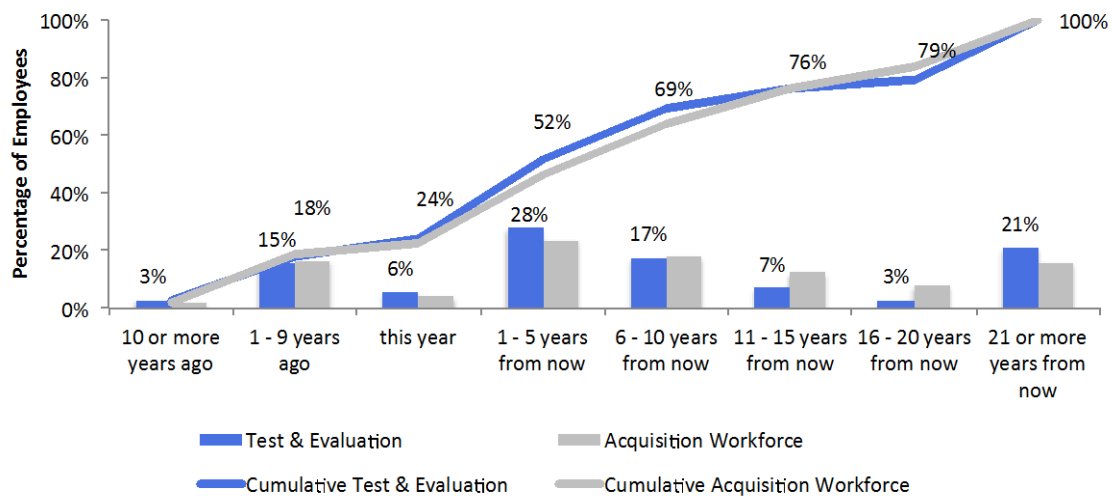 Percentage of Employees
100%
80%
60%
40%
20%
0%
3%
15%
18%
6%
24%
28%
52%
17%
69%
7%
76%
3%
79%
21%
100%
10 or more
years ago
1 - 9 years
ago
this year
1 - 5 years
from now
6 - 10 years
from now
11 - 15 years
from now
16 - 20 years
from now
21 or more
years from
now
Test & Evaluation
Acquisition Workforce
Cumulative Test & Evaluation
Cumulative Acquisition Workforce